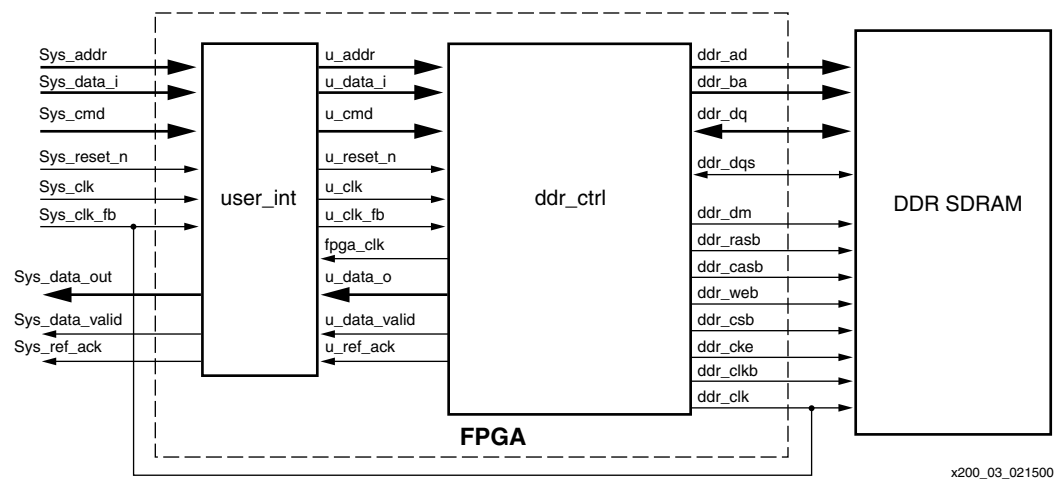 Sys_addr
Sys_data_i
Sys_cmd
Sys_reset_n
Sys_clk
Sys_clk_fb
Sys_data_out
Sys_data_valid
Sys_ref_ack
user_int
u_addr
u_data_i
u_cmd
u_reset_n
u_clk
u_clk_fb
fpga_clk
u_data_o
u_data_valid
u_ref_ack
ddr_ctrl
FPGA
ddr_ad
ddr_ba
ddr_dq
ddr_dqs
ddr_dm
ddr_rasb
ddr_casb
ddr_web
ddr_csb
ddr_cke
ddr_clkb
ddr_clk
DDR SDRAM
x200_03_021500